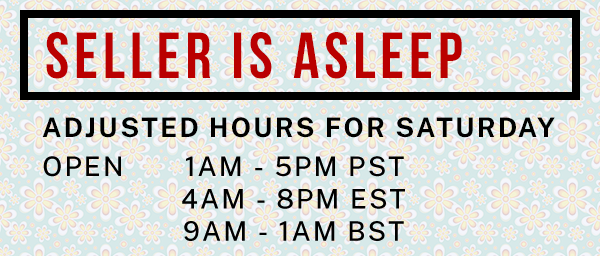 SELLER IS ASLEEP
ADJUSTED HOURS FOR SATURDAY
OPEN 1AM - 5PM PST
4AM - 8PM EST
9AM - 1AM BST